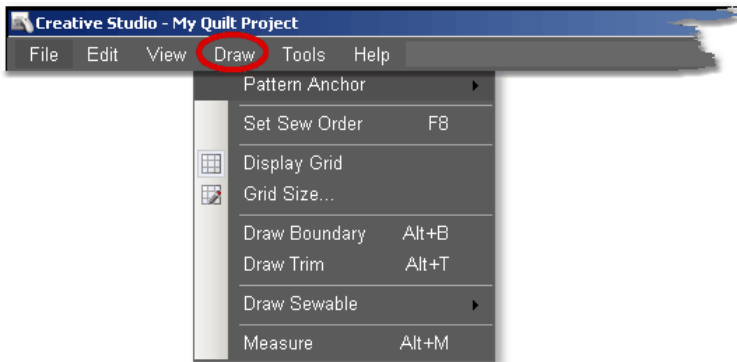 Creative Studio - My Quilt Project
File Edit View Draw Tools Help
Pattern Anchor
Set Sew Order F8
Display Grid
Grid Size...
Draw Boundary Alt+B
Draw Trim Alt+T
Draw Sewable
Measure Alt+M